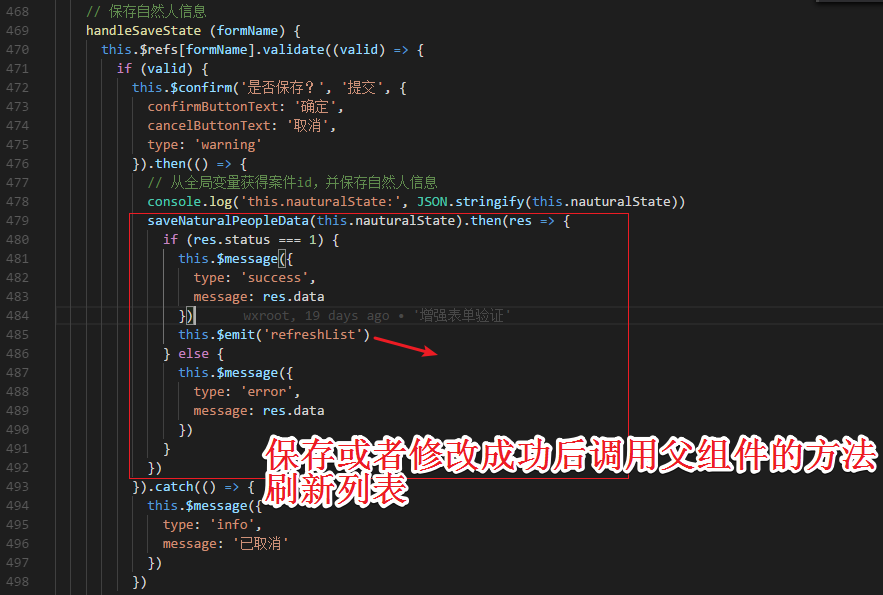 468 // 保存自然人信息
469 handleSaveState (formName) {
470 this.$refs[formName].validate((valid) => {
471 if (valid) {
472 this.$confirm('是否保存？', '提交', {
473 confirmButtonText: '确定',
474 cancelButtonText: '取消',
475 type: 'warning'
476 }).then(() => {
477 // 从全局变量获得案件id，并保存自然人信息
478 console.log('this.nauturalState:', JSON.stringify(this.nauturalState))
479 saveNaturalPeopleData(this.nauturalState).then(res => {
480 if (res.status === 1) {
481 this.$message({
482 type: 'success',
483 message: res.data
484 }) wxroot, 19 days ago • '增强表单验证'
485 this.$emit('refreshList')
486 } else {
487 this.$message({
488 type: 'error',
489 message: res.data
490 })
491 }
492 })
493 }).catch(() => {
494 this.$message({
495 type: 'info',
496 message: '已取消'
497 })
498 })
保存或者修改成功后调用父组件的方法
刷新列表